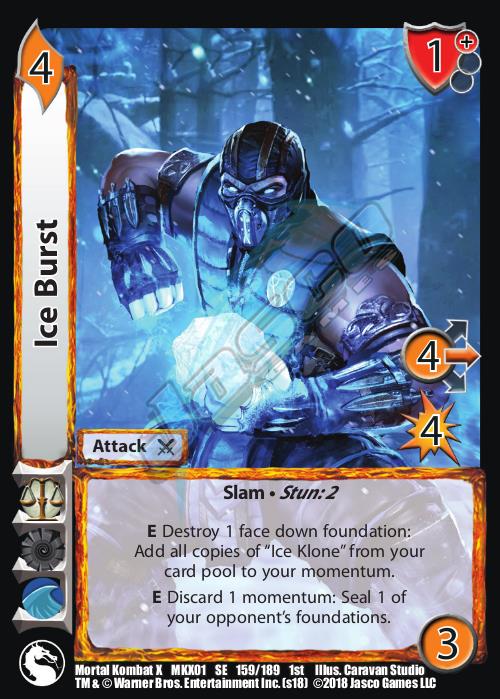 4
1
+
Ice Burst
4
4
Attack
Slam • Stun: 2
E Destroy 1 face down foundation:
Add all copies of “Ice Klone” from your
card pool to your momentum.
E Discard 1 momentum: Seal 1 of
your opponent’s foundations.
3
Mortal Kombat X MKX01 SE 159/189 1st Illus. Caravan Studio
TM & © Warner Bros. Entertainment Inc. (s18) ©2018 Jasco Games LLC